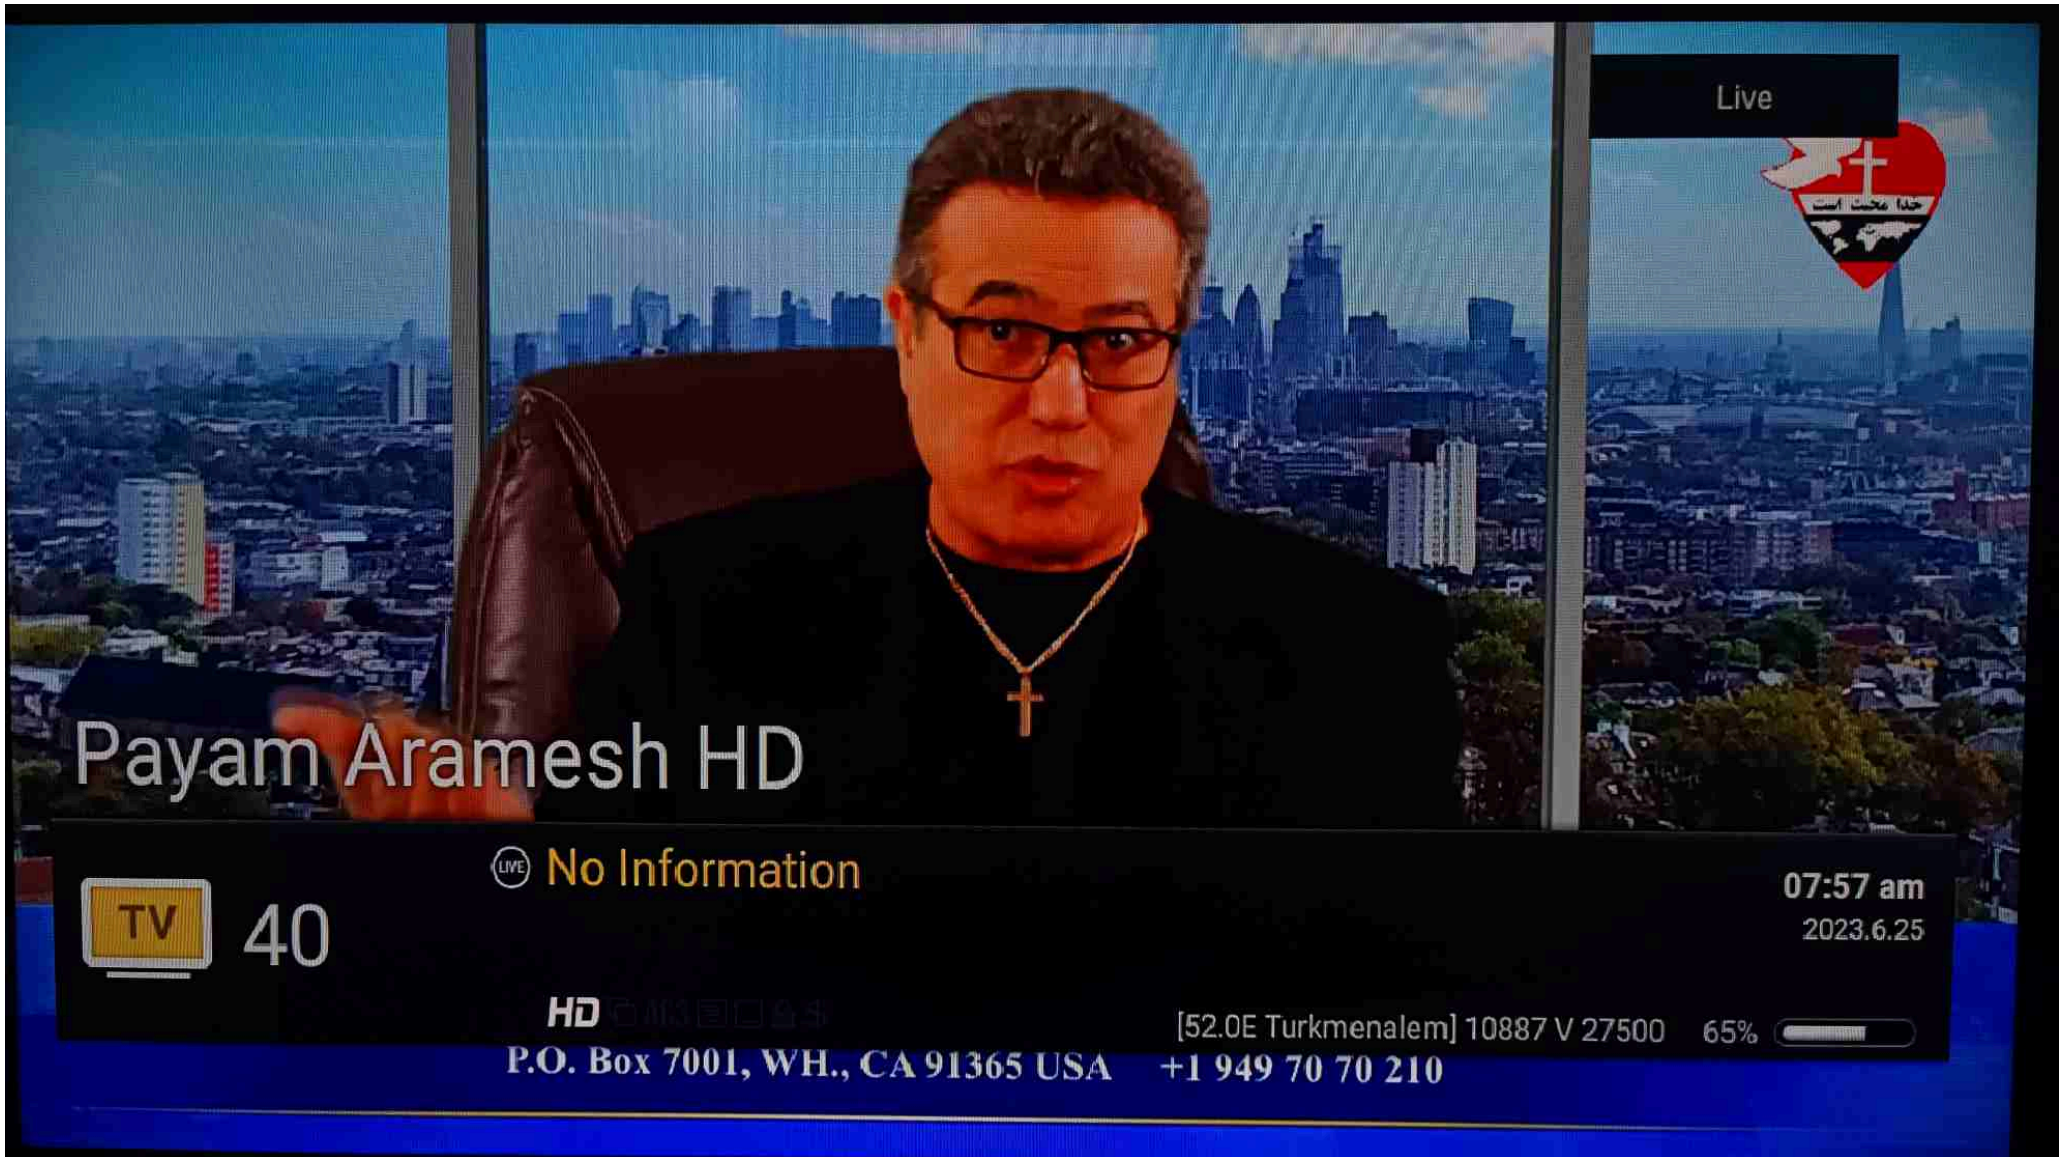 Live
خدا محبت است
Payam Aramesh HD
LIVE No Information
TV 40
07:57 am
2023.6.25
HD
[52.0E Turkmenalem] 10887 V 27500 65%
P.O. Box 7001, WH., CA 91365 USA +1 949 70 70 210